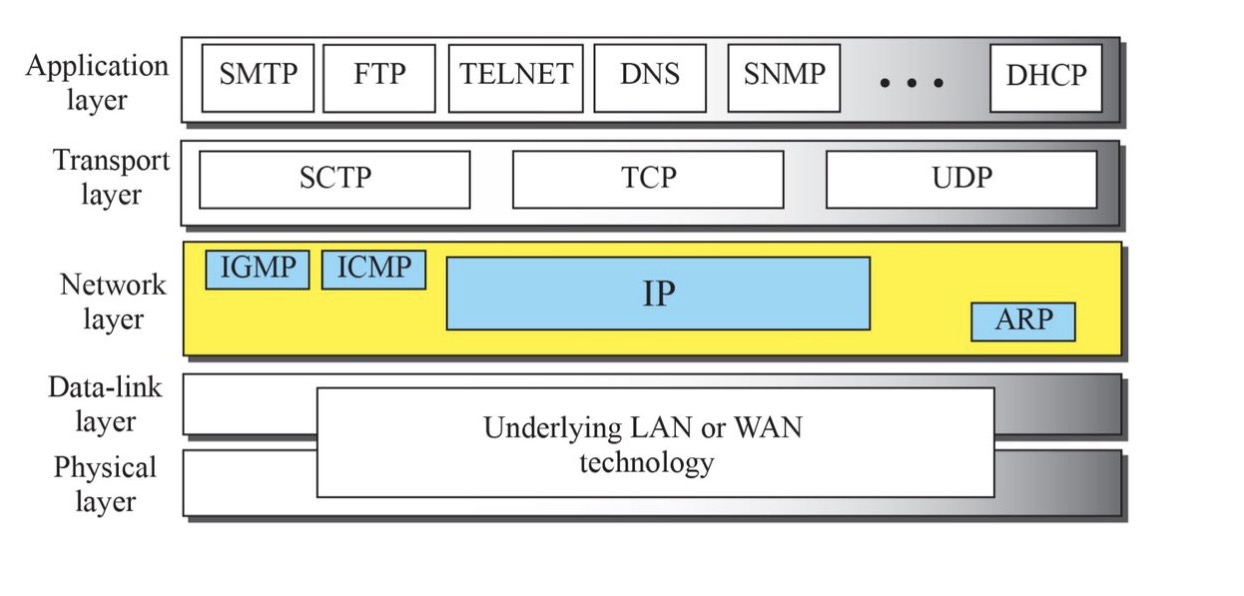 Application
layer
SMTP
FTP
TELNET
DNS
SNMP
• • •
DHCP
Transport
layer
SCTP
TCP
UDP
Network
layer
IGMP
ICMP
IP
ARP
Data-link
layer
Underlying LAN or WAN
technology
Physical
layer